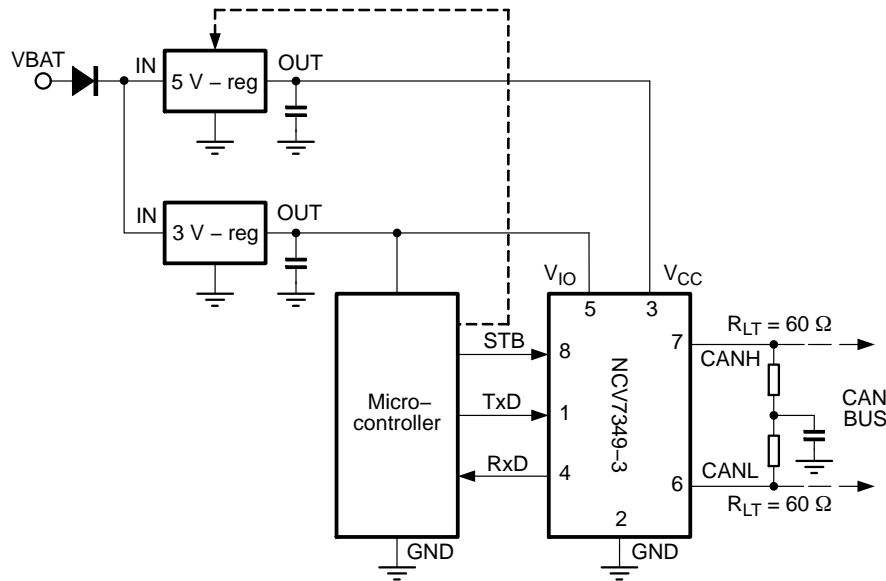 VBAT
IN
5 V − reg
OUT
IN
3 V − reg
OUT
VIO
VCC
5
3
RLT = 60 Ω
7
CANH
STB
8
NCV7349−3
Micro−
controller
TxD
1
CAN
BUS
RxD
4
6
CANL
RLT = 60 Ω
2
GND
GND